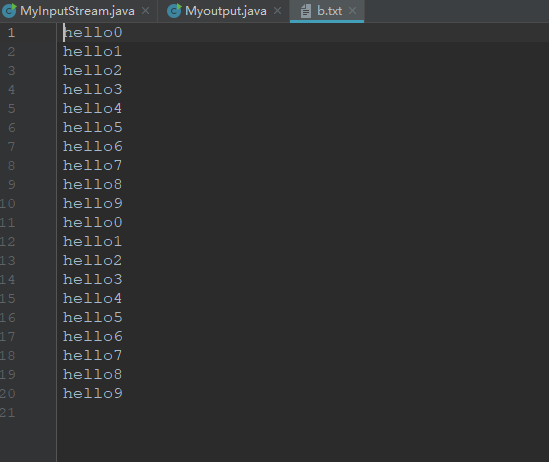 MyInputStream.java Myoutput.java b.txt
1 hello0
2 hello1
3 hello2
4 hello3
5 hello4
6 hello5
7 hello6
8 hello7
9 hello8
10 hello9
11 hello0
12 hello1
13 hello2
14 hello3
15 hello4
16 hello5
17 hello6
18 hello7
19 hello8
20 hello9
21